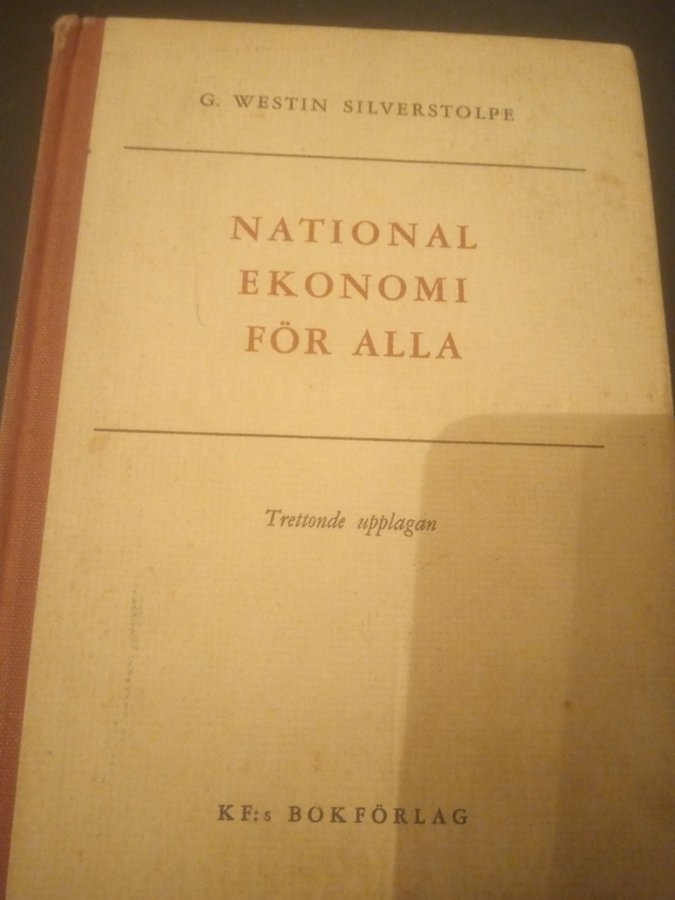 G. WESTIN SILVERSTOLPE
NATIONAL
EKONOMI
FÖR ALLA
Trettonde upplagan
KF:s BOKFÖRLAG